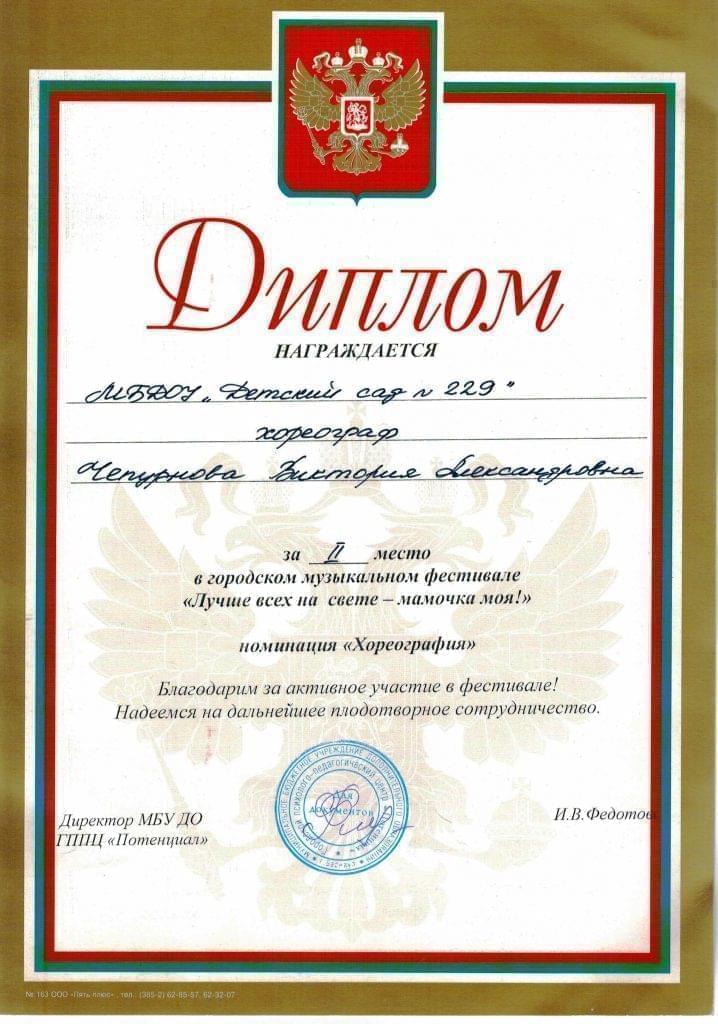 Диплом
НАГРАЖДАЕТСЯ
МБДОУ „Детский сад № 229"
хореограф
Чепурнова Виктория Александровна
за II место
в городском музыкальном фестивале
«Лучше всех на свете – мамочка моя!»
номинация «Хореография»
Благодарим за активное участие в фестивале!
Надеемся на дальнейшее плодотворное сотрудничество.
МУНИЦИПАЛЬНОЕ БЮДЖЕТНОЕ УЧРЕЖДЕНИЕ ДОПОЛНИТЕЛЬНОГО ОБРАЗОВАНИЯ
Городской психолого-педагогический центр
Для
документов
Директор МБУ ДО
ГППЦ «Потенциал»
И.В.Федотов
№ 163 ООО «Пять плюс» . тел.: (385-2) 62-85-57, 62-32-07